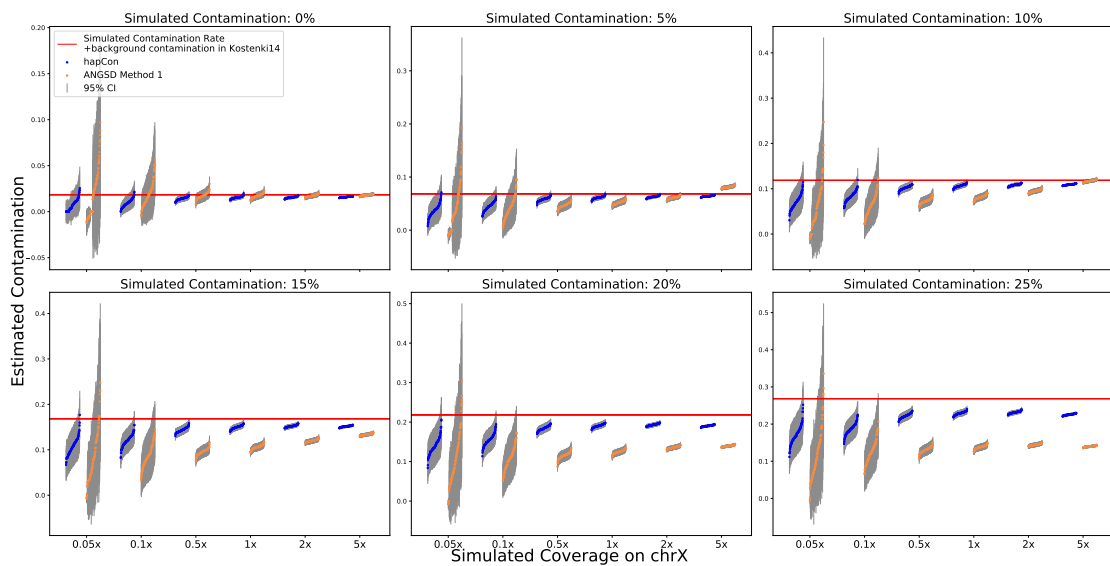 Simulated Contamination: 0%
Simulated Contamination: 5%
Simulated Contamination: 10%
0.20
0.15
0.10
0.05
0.00
−0.05
Simulated Contamination Rate
+background contamination in Kostenki14
hapCon
ANGSD Method 1
95% CI
0.3
0.2
0.1
0.0
0.4
0.3
0.2
0.1
0.0
Estimated Contamination
Simulated Contamination: 15%
Simulated Contamination: 20%
Simulated Contamination: 25%
0.4
0.3
0.2
0.1
0.0
0.5
0.4
0.3
0.2
0.1
0.0
0.5
0.4
0.3
0.2
0.1
0.0
0.05x 0.1x 0.5x 1x 2x 5x
0.05x 0.1x 0.5x 1x 2x 5x
0.05x 0.1x 0.5x 1x 2x 5x
Simulated Coverage on chrX